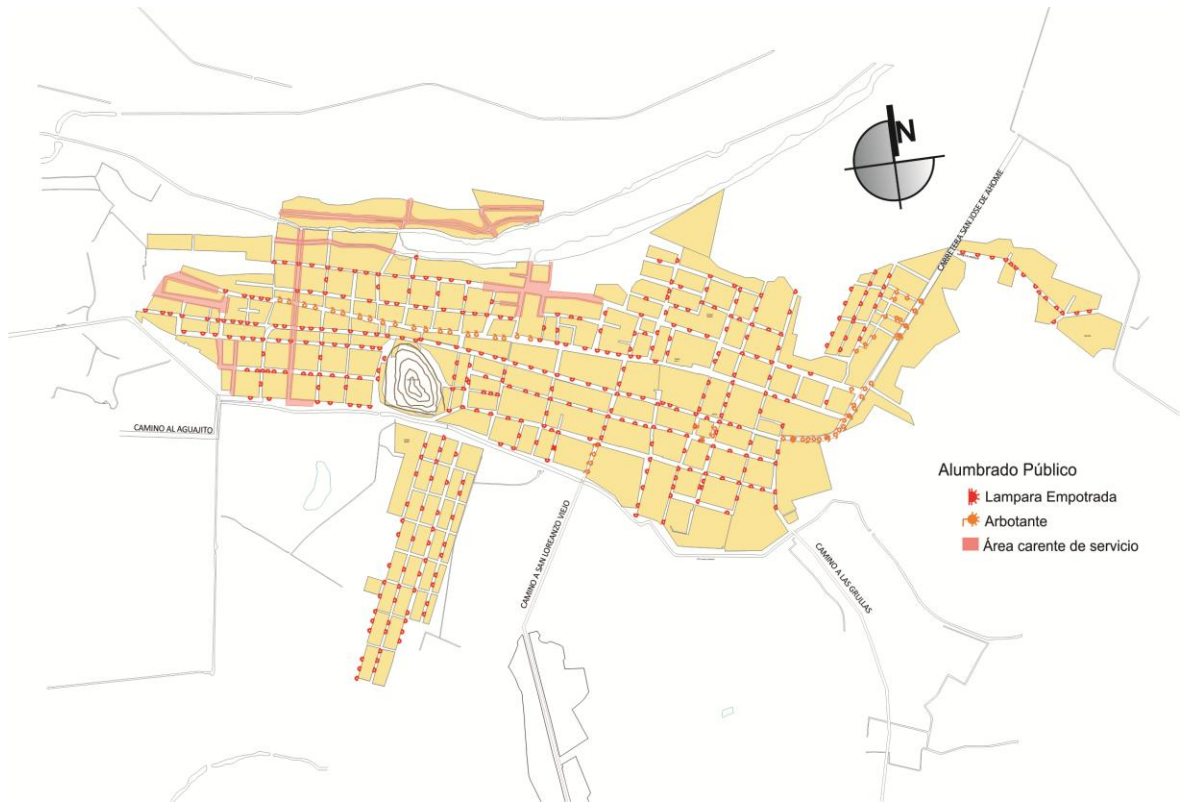 N
CARRETERA SAN JOSE DE AHOME
CAMINO AL AGUAJITO
CAMINO A SAN LOREANZO VIEJO
CAMINO A LAS GRULLAS
Alumbrado Público
Lampara Empotrada
Arbotante
Área carente de servicio